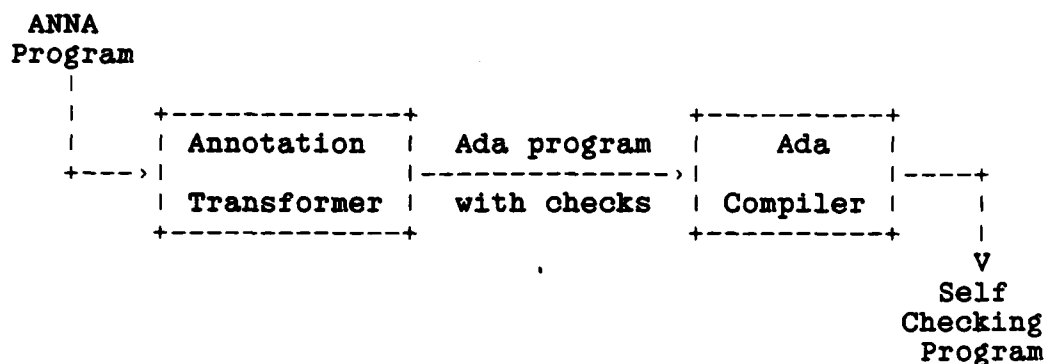 ANNA
Program
Annotation Ada program Ada
Transformer with checks Compiler
V
Self
Checking
Program